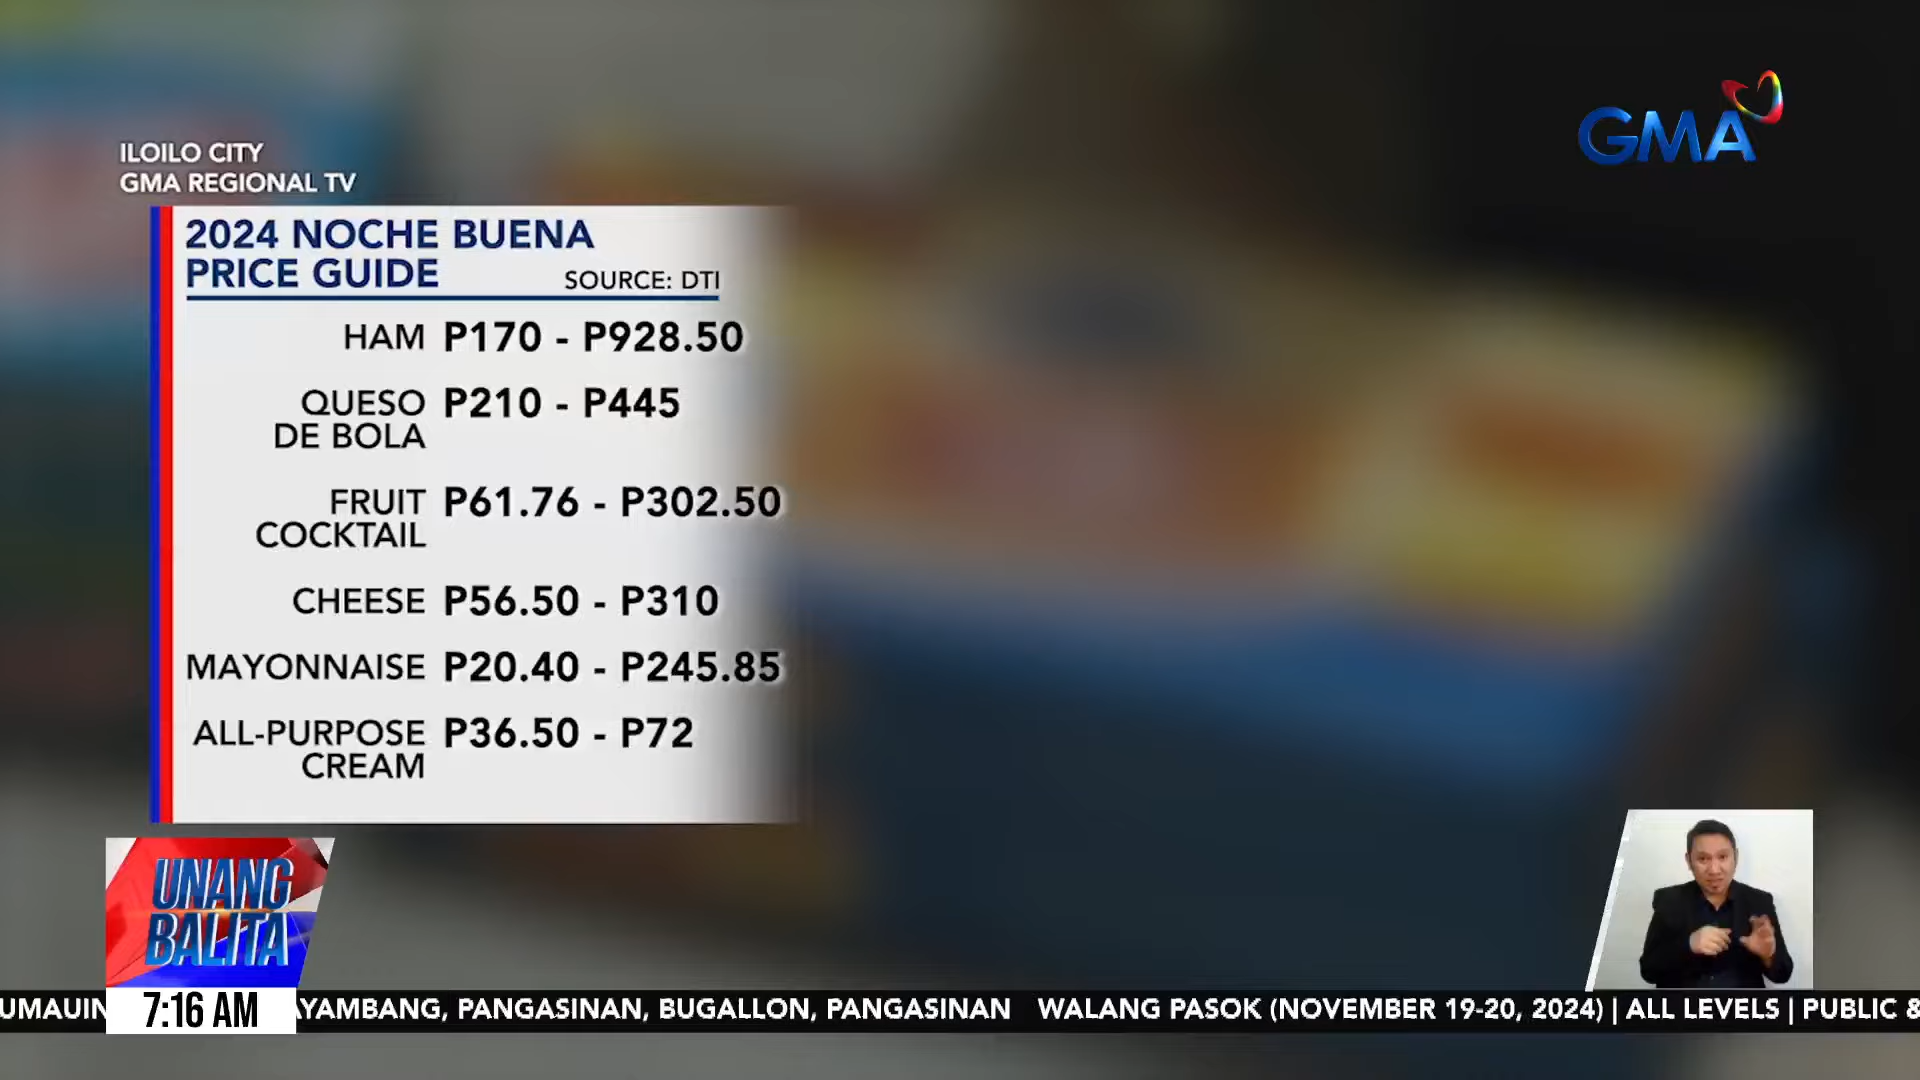 GMA
ILOILO CITY
GMA REGIONAL TV
2024 NOCHE BUENA
PRICE GUIDE SOURCE: DTI
HAM P170 - P928.50
QUESO P210 - P445
DE BOLA
FRUIT P61.76 - P302.50
COCKTAIL
CHEESE P56.50 - P310
MAYONNAISE P20.40 - P245.85
ALL-PURPOSE P36.50 - P72
CREAM
UNANG
BALITA
7:16 AM
UMAUIN AYAMBANG, PANGASINAN, BUGALLON, PANGASINAN WALANG PASOK (NOVEMBER 19-20, 2024) | ALL LEVELS | PUBLIC &